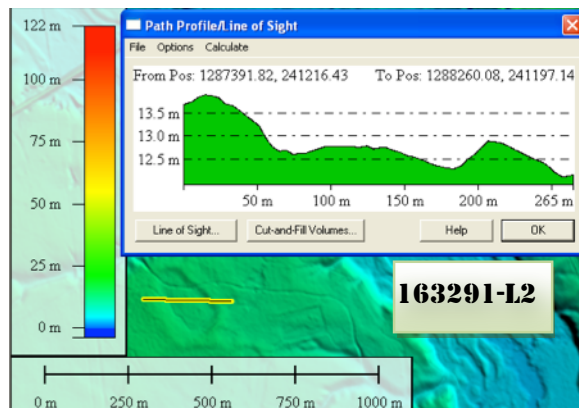 122 m
100 m
75 m
50 m
25 m
0 m
Path Profile/Line of Sight
File Options Calculate
From Pos: 1287391.82, 241216.43 To Pos: 1288260.08, 241197.14
13.5 m
13.0 m
12.5 m
50 m 100 m 150 m 200 m 265 m
Line of Sight... Cut-and-Fill Volumes... Help OK
163291-L2
0 m 250 m 500 m 750 m 1000 m